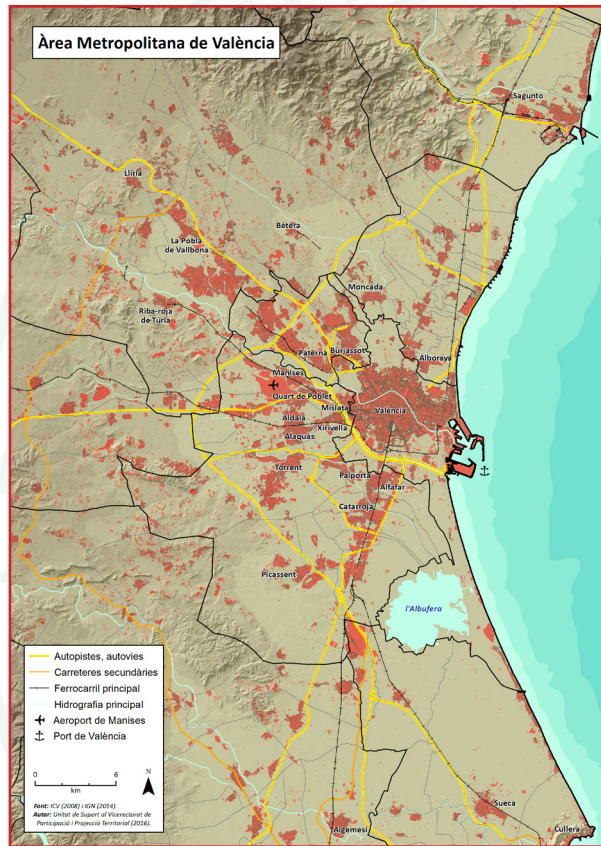 Àrea Metropolitana de València
Sagunto
Llíria
Bétera
La Pobla
de Vallbona
Moncada
Riba-roja
de Túria
Paterna
Burjassot
Alboraya
Manises
Quart de Poblet
Mislata
València
Aldaia
Xirivella
Alaquas
Torrent
Paiporta
Alfafar
Catarroja
Picassent
l'Albufera
Autopistes, autovies
Carreteres secundàries
Ferrocarril principal
Hidrografia principal
Aeroport de Manises
Port de València
0 6
km
N
Font: ICV (2008) i IGN (2014).
Autor: Unitat de Suport al Vicerectorat de
Participació i Projecció Territorial (2016).
Sueca
Algemesí
Cullera